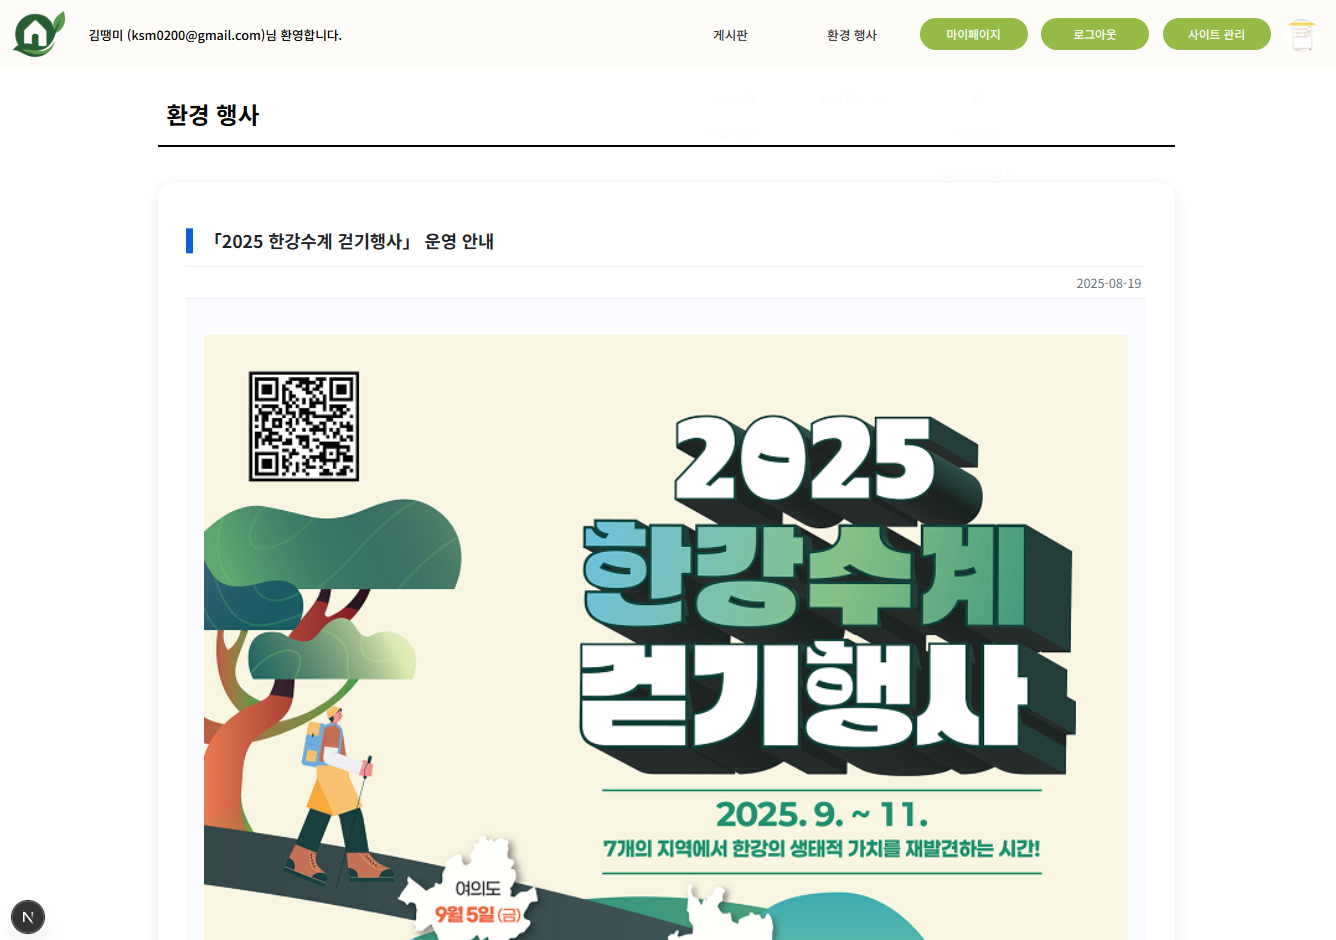 김땡미 (ksm0200@gmail.com)님 환영합니다.
게시판
환경 행사
마이페이지
로그아웃
사이트 관리
환경 행사
「2025 한강수계 걷기행사」 운영 안내
2025-08-19
2025
한강수계
걷기행사
2025. 9. ~ 11.
7개의 지역에서 한강의 생태적 가치를 재발견하는 시간!
여의도
9월 5일 (금)
N